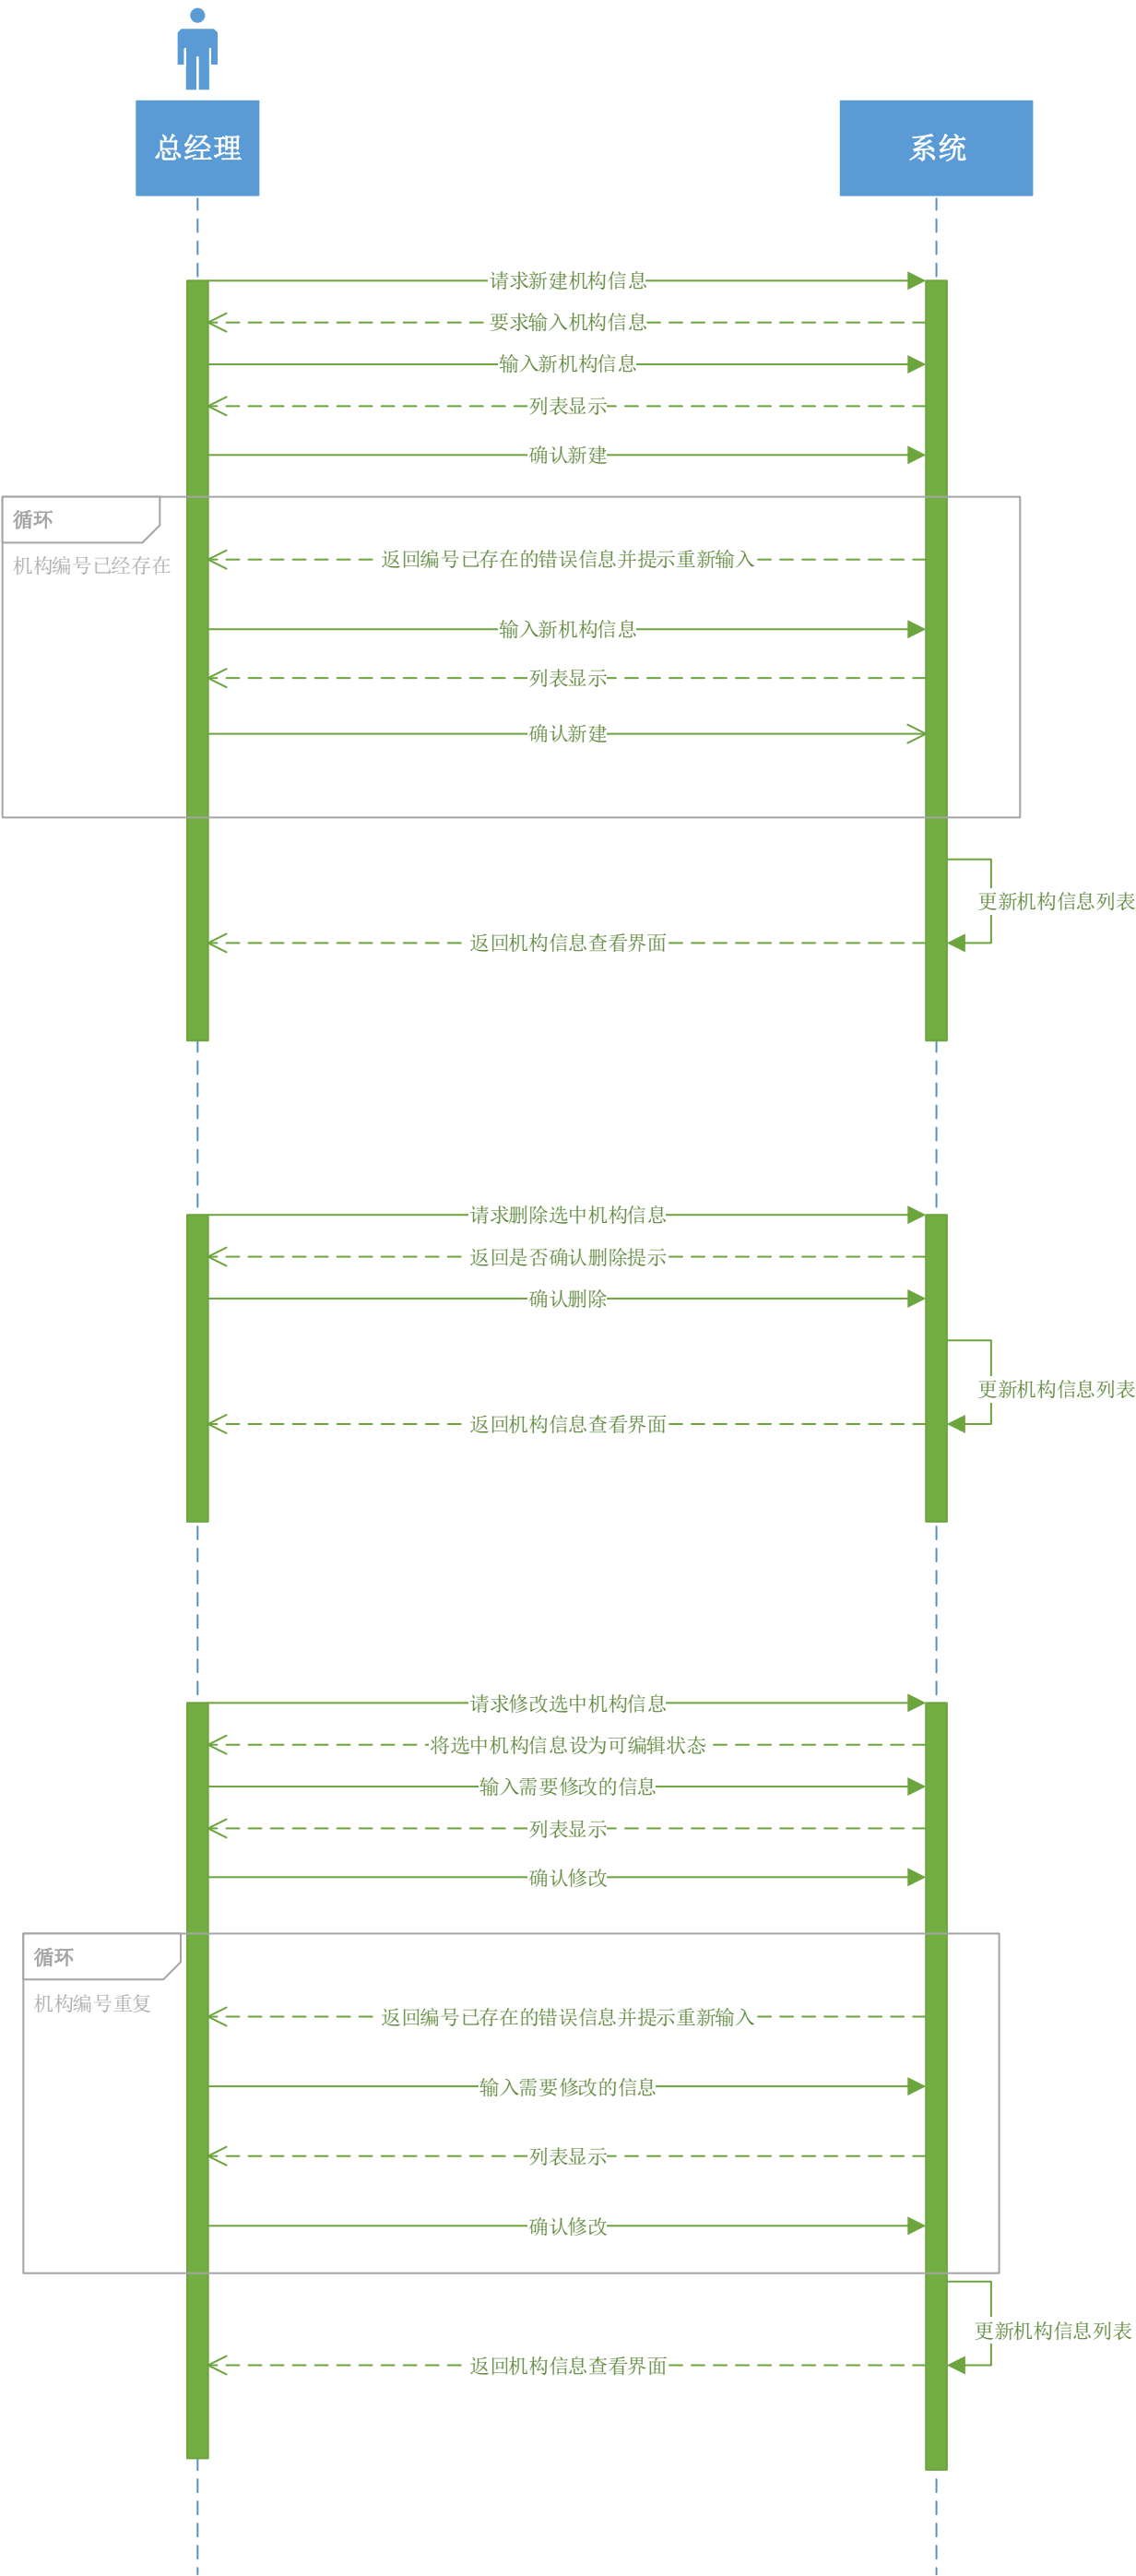 总经理
系统
请求新建机构信息
要求输入机构信息
输入新机构信息
列表显示
确认新建
循环
机构编号已经存在
返回编号已存在的错误信息并提示重新输入
输入新机构信息
列表显示
确认新建
更新机构信息列表
返回机构信息查看界面
请求删除选中机构信息
返回是否确认删除提示
确认删除
更新机构信息列表
返回机构信息查看界面
请求修改选中机构信息
将选中机构信息设为可编辑状态
输入需要修改的信息
列表显示
确认修改
循环
机构编号重复
返回编号已存在的错误信息并提示重新输入
输入需要修改的信息
列表显示
确认修改
更新机构信息列表
返回机构信息查看界面